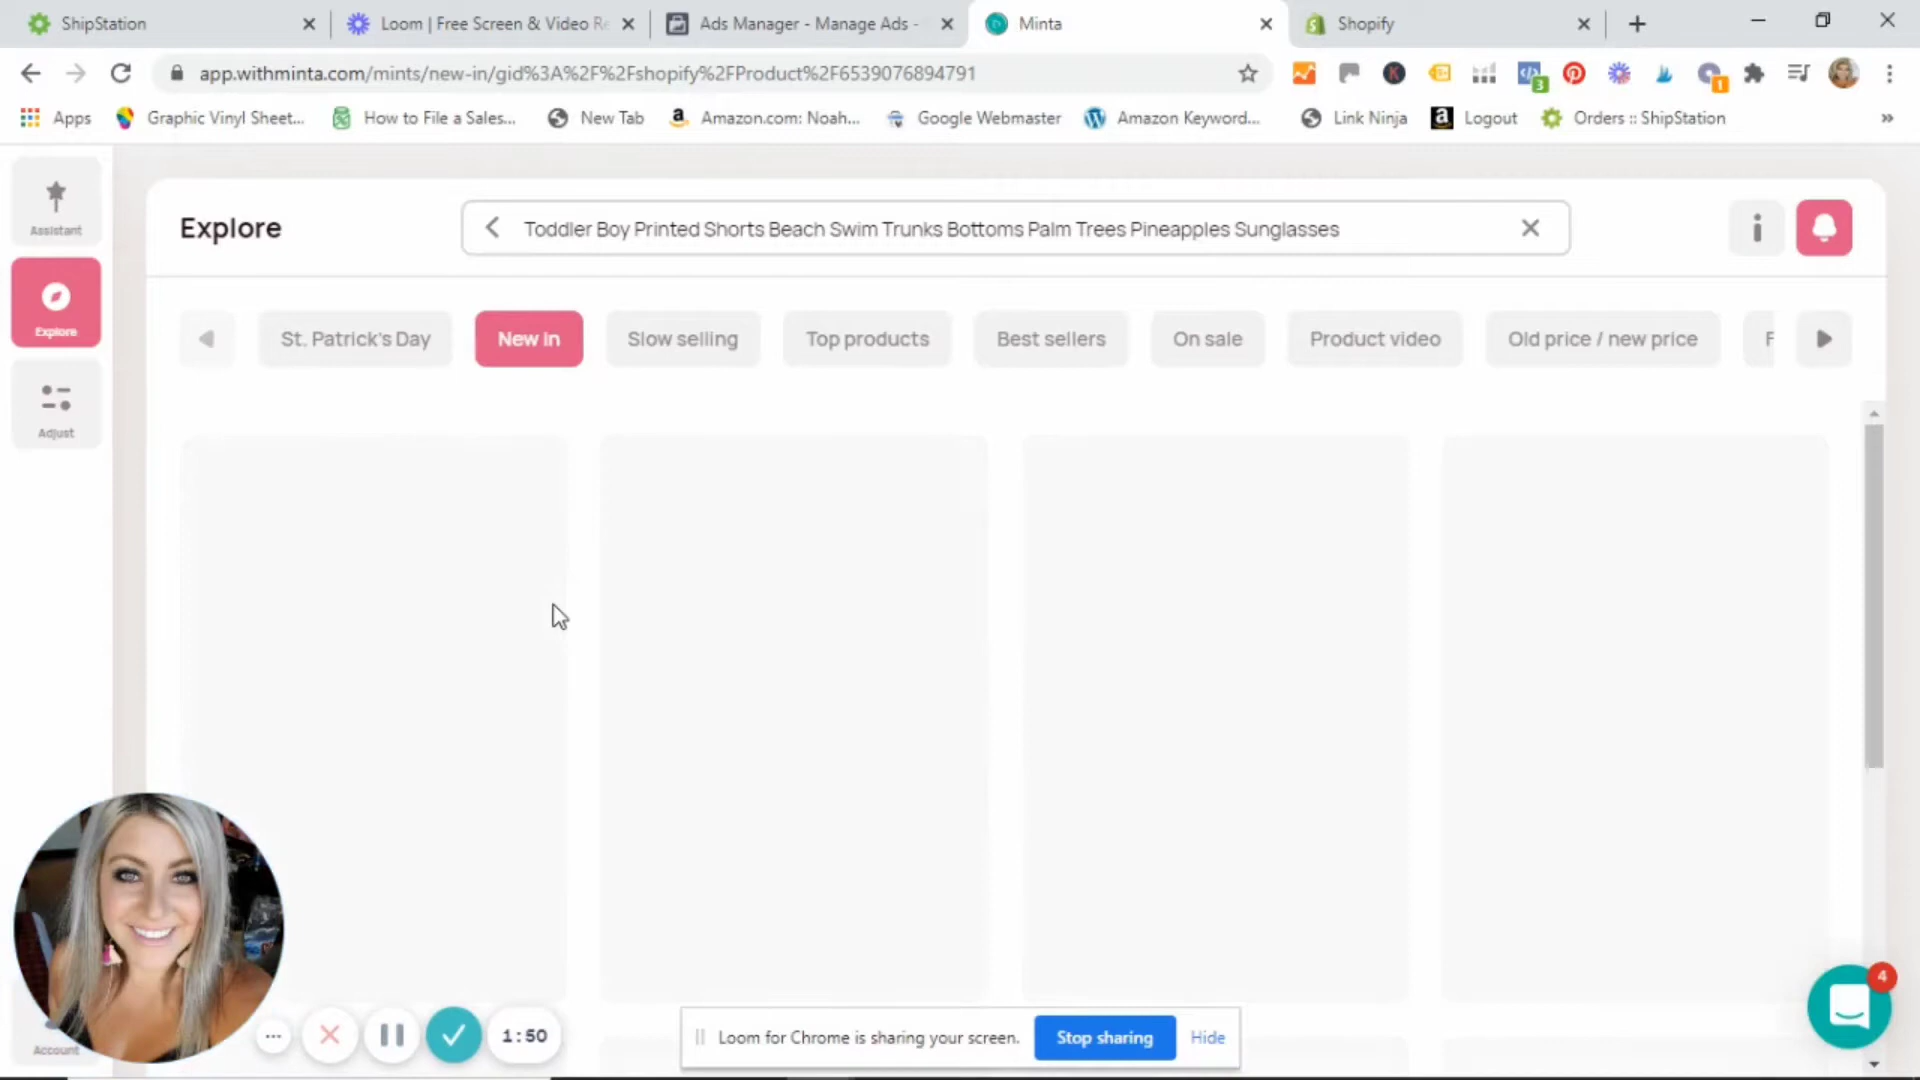 ShipStation
Loom | Free Screen & Video Re
Ads Manager - Manage Ads -
Minta
Shopify
app.withminta.com/mints/new-in/gid%3A%2F%2Fshopify%2FProduct%2F6539076894791
3
1
Apps
Graphic Vinyl Sheet...
How to File a Sales...
New Tab
Amazon.com: Noah...
Google Webmaster
Amazon Keyword...
Link Ninja
Logout
Orders :: ShipStation
»
Assistant
Explore
Adjust
Account
Explore
Toddler Boy Printed Shorts Beach Swim Trunks Bottoms Palm Trees Pineapples Sunglasses
St. Patrick's Day
New in
Slow selling
Top products
Best sellers
On sale
Product video
Old price / new price
F
1:50
Loom for Chrome is sharing your screen.
Stop sharing
Hide
4